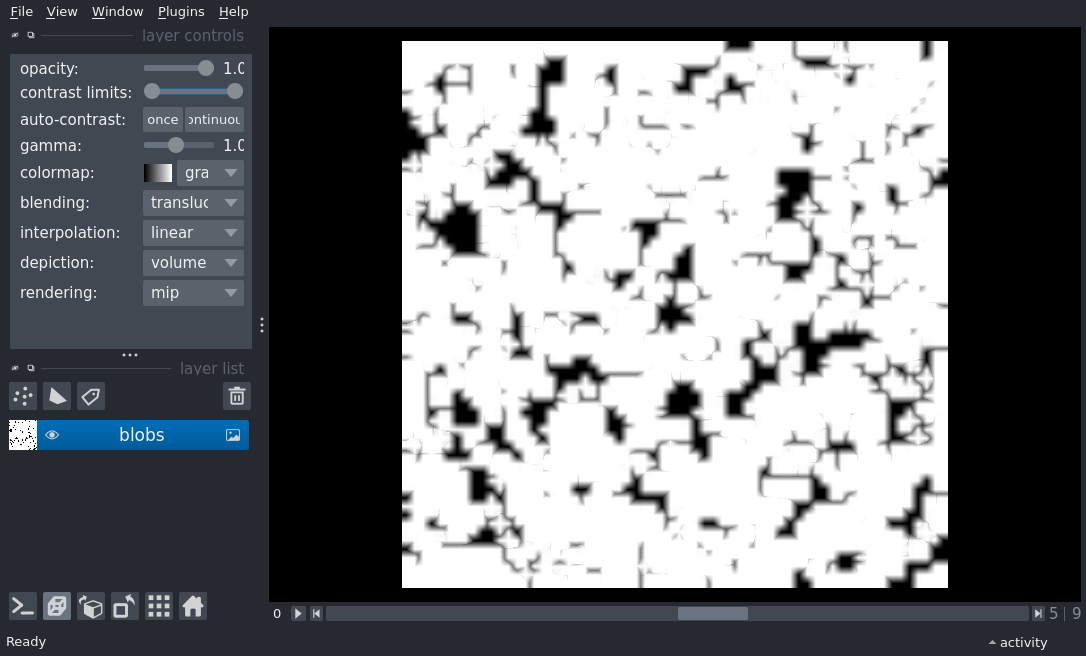 File View Window Plugins Help
layer controls
opacity: 1.0
contrast limits:
auto-contrast: once ontinuou
gamma: 1.0
colormap: gra
blending: transluc
interpolation: linear
depiction: volume
rendering: mip
layer list
blobs
0 5 | 9
Ready activity